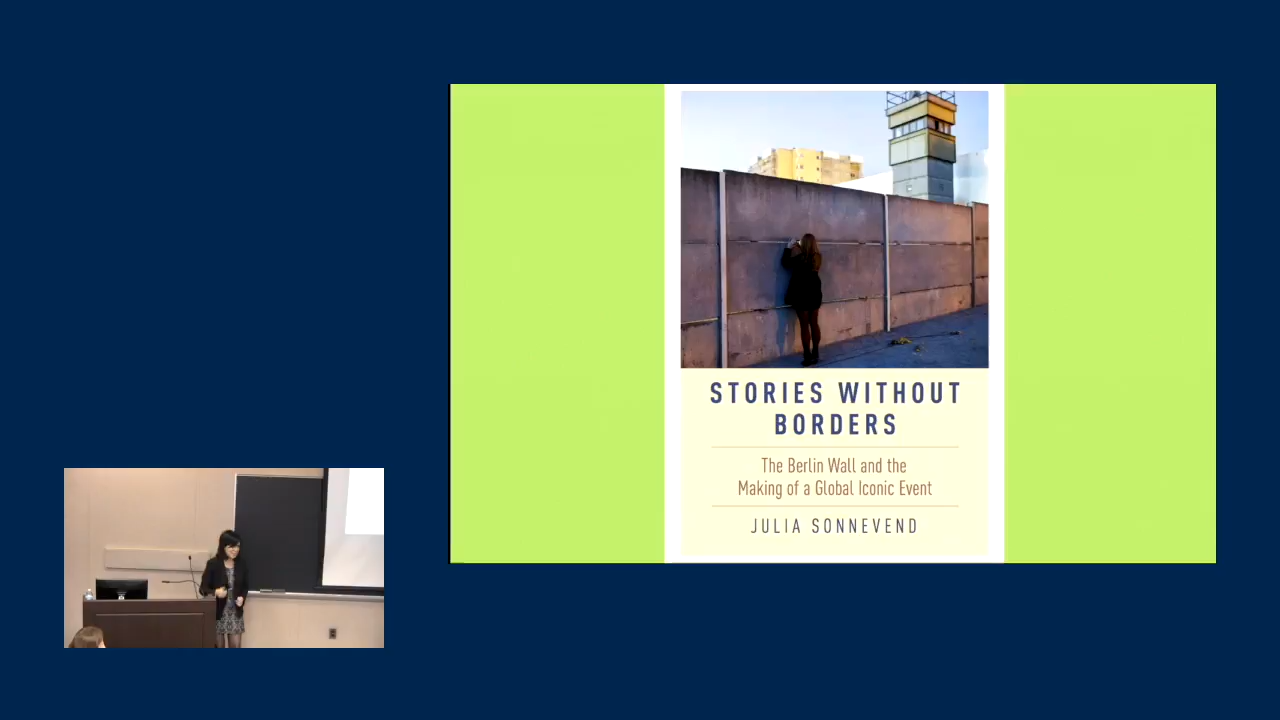 STORIES WITHOUT
BORDERS
The Berlin Wall and the
Making of a Global Iconic Event
JULIA SONNEVEND